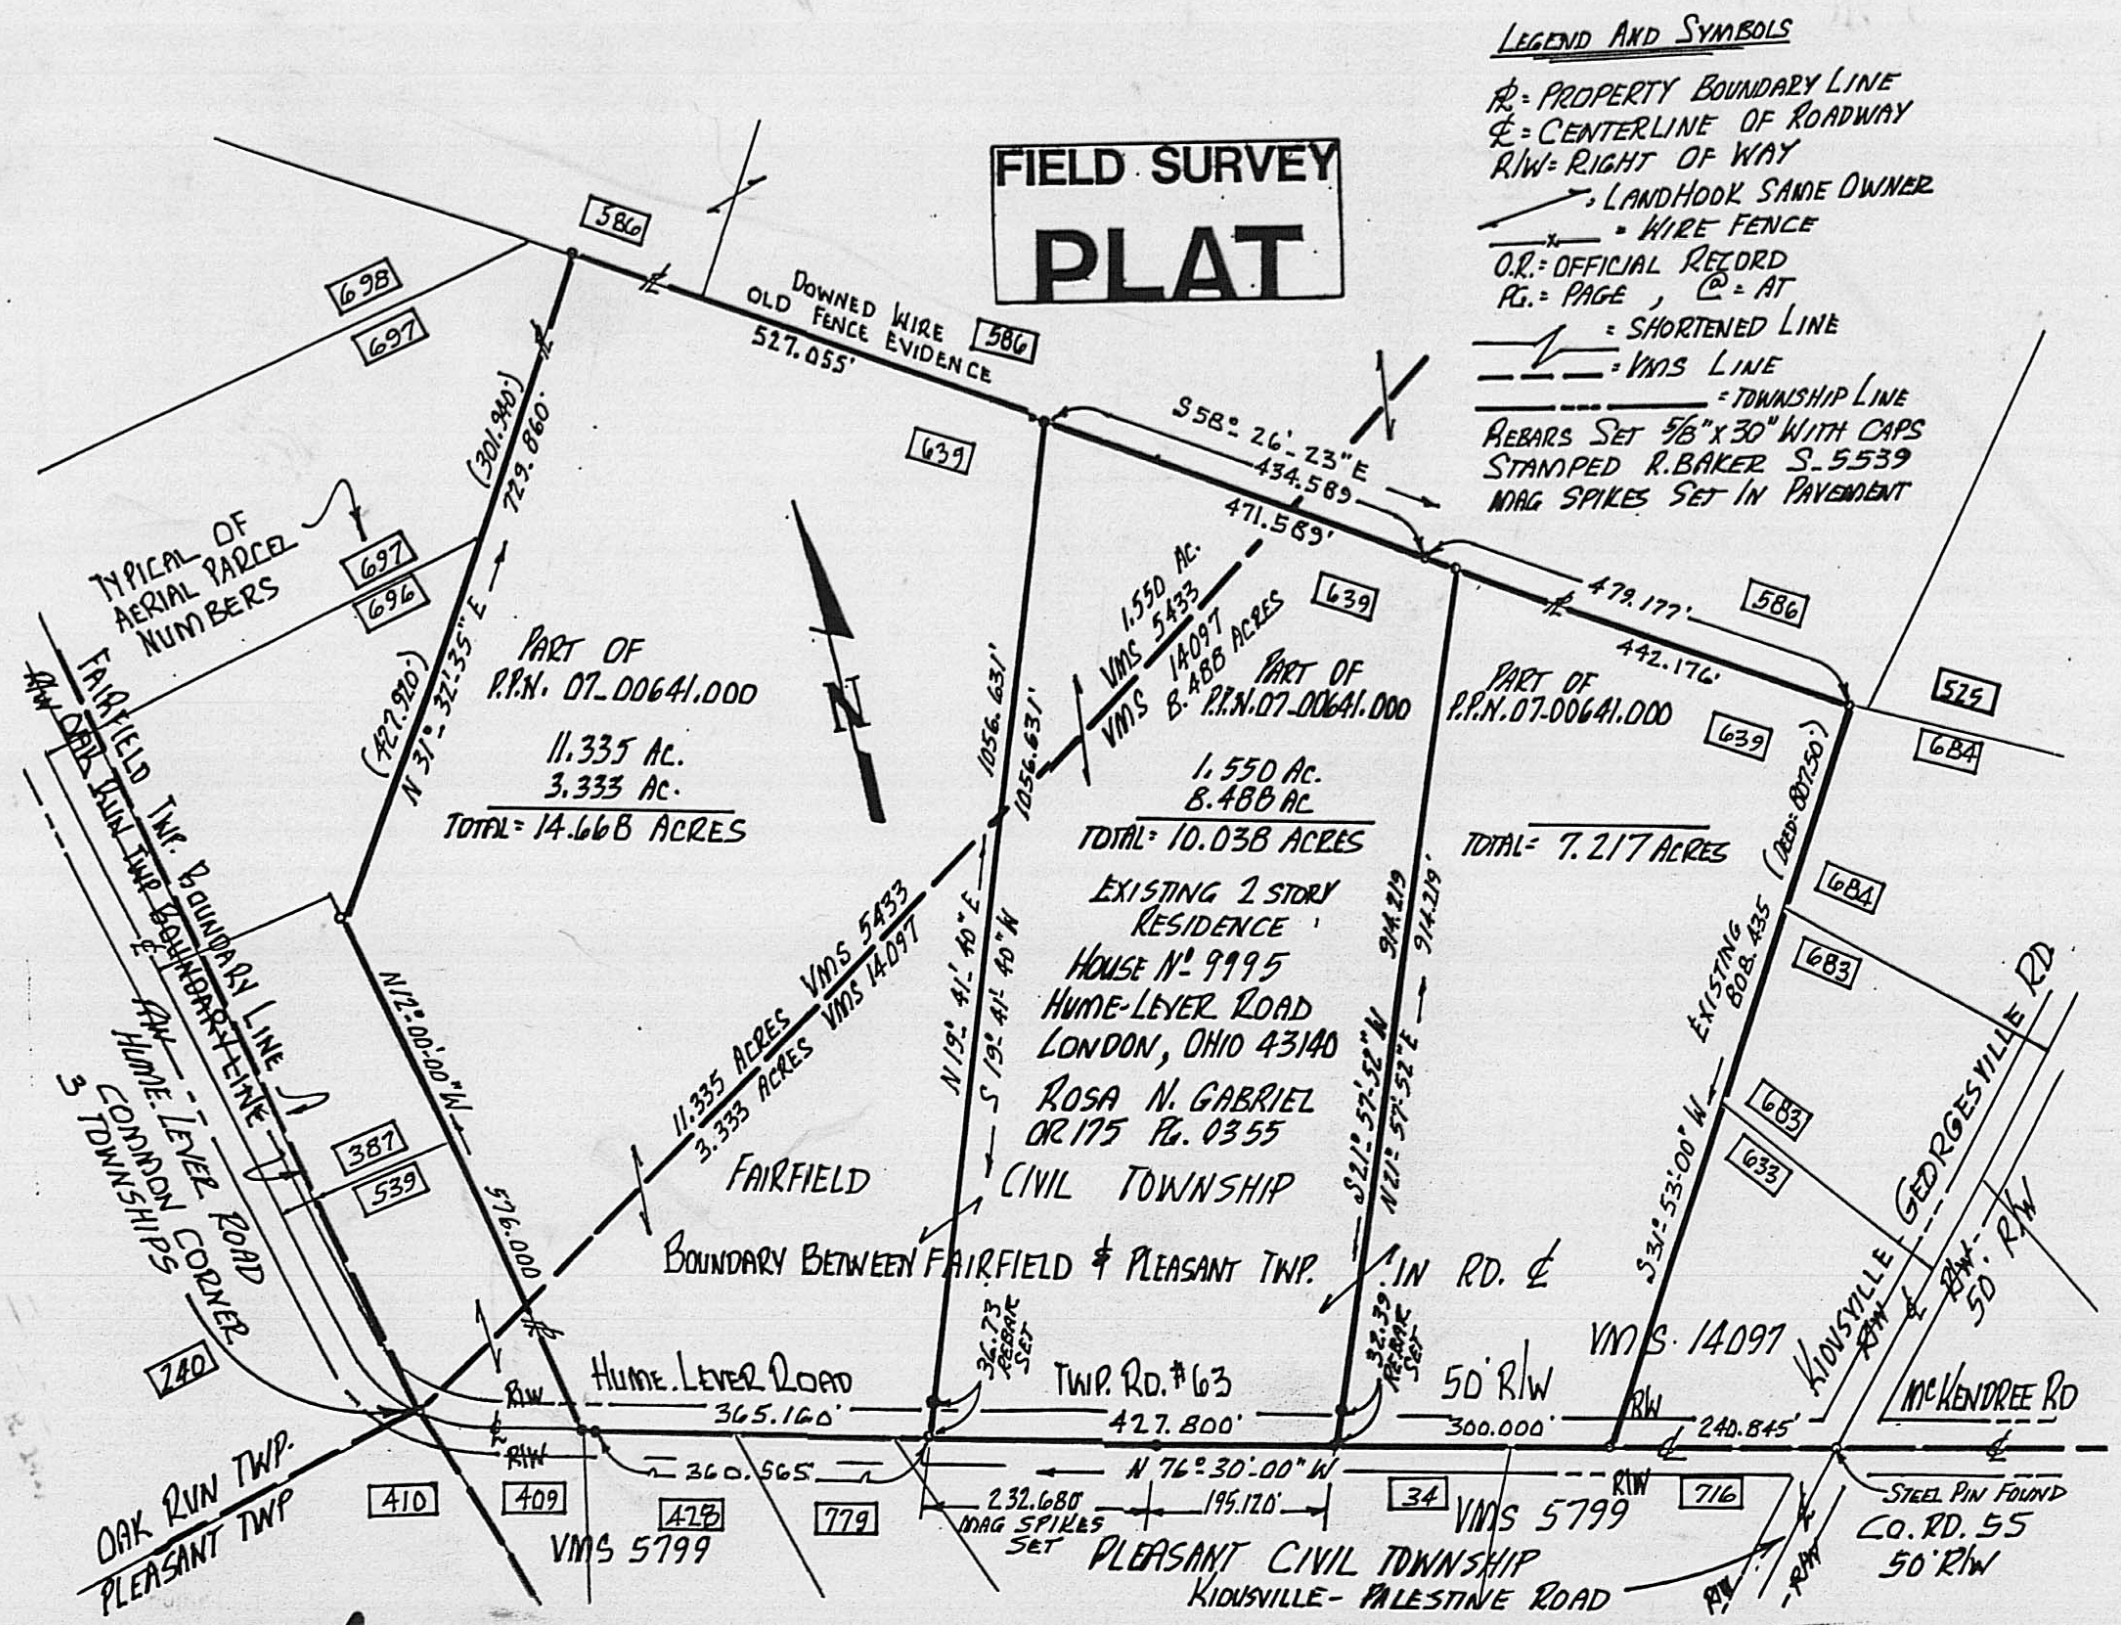 LEGEND AND SYMBOLS
PL = PROPERTY BOUNDARY LINE
CL = CENTERLINE OF ROADWAY
R/W = RIGHT OF WAY
= LANDHOOK SAME OWNER
x = WIRE FENCE
O.R. = OFFICIAL RECORD
PG. = PAGE , @ = AT
= SHORTENED LINE
= VMS LINE
= TOWNSHIP LINE
REBARS SET 5/8" X 30" WITH CAPS
STAMPED R. BAKER S-5539
MAG SPIKES SET IN PAVEMENT
FIELD SURVEY
PLAT
586
698
697
DOWNED WIRE
OLD FENCE EVIDENCE
527.055'
586
639
(301.940')
729.860'
S 58°-26'-23" E
434.589
471.589'
TYPICAL OF
AERIAL PARCEL
NUMBERS
697
696
(427.920')
N 31°-32'-35" E
639
479.177'
586
442.176'
525
684
639
PART OF
P.P.N. 07-00641.000
11.335 AC.
3.333 AC.
TOTAL = 14.668 ACRES
N
1056.631'
1056.631'
1.550 AC.
VMS 5433
VMS 14097
8.488 ACRES
PART OF
P.P.N. 07-00641.000
1.550 AC.
8.488 AC
TOTAL = 10.038 ACRES
PART OF
P.P.N. 07-00641.000
TOTAL = 7.217 ACRES
EXISTING 2 STORY
RESIDENCE
HOUSE No 9995
HUME-LEVER ROAD
LONDON, OHIO 43140
ROSA N. GABRIEL
OR 175 PG. 0355
914.219
914.219'
(DEED = 807.50')
EXISTING
808.435
S 31°-53'-00" W
684
683
683
633
FAIRFIELD TWP. BOUNDARY LINE
OAK RUN TWP BOUNDARY LINE
R/W
CL
R/W
HUME-LEVER ROAD
COMMON CORNER
3 TOWNSHIPS
N 12°-00'-00" W
576.000
387
539
240
11.335 ACRES VMS 5433
3.333 ACRES VMS 14097
N 19°-41'-40" E
S 19°-41'-40" W
S 21°-57'-52" W
N 21°-57'-52" E
FAIRFIELD CIVIL TOWNSHIP
BOUNDARY BETWEEN FAIRFIELD & PLEASANT TWP. IN RD. CL
36.73
REBAR
SET
32.39
REBAR
SET
VMS. 14097
KIOUSVILLE - GEORGESVILLE RD.
R/W CL R/W
50' R/W
R/W HUME-LEVER ROAD TWP. RD. #63 50' R/W R/W
MCKENDREE RD
365.160' 427.800' 300.000' 240.845'
CL
R/W
CL
CL
360.565 N 76°-30'-00" W
R/W
232.680 195.120'
MAG SPIKES
SET
STEEL PIN FOUND
CO. RD. 55
50' R/W
OAK RUN TWP.
PLEASANT TWP
410
409
428
779
34
716
VMS 5799
VMS 5799
PLEASANT CIVIL TOWNSHIP
KIOUSVILLE - PALESTINE ROAD
R/W
CL
R/W